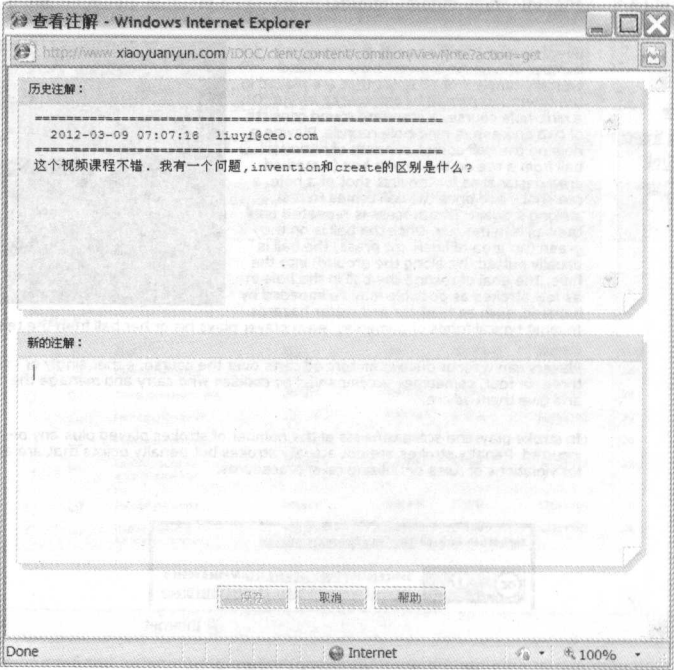 查看注解 - Windows Internet Explorer
http://www.xiaoyuanyun.com/IDOC/client/content/common/ViewNote?action=get
历史注解：
2012-03-09 07:07:16 liuyi@ceo.com
这个视频课程不错. 我有一个问题,invention和create的区别是什么?
新的注解：
保存 取消 帮助
Done Internet 100%